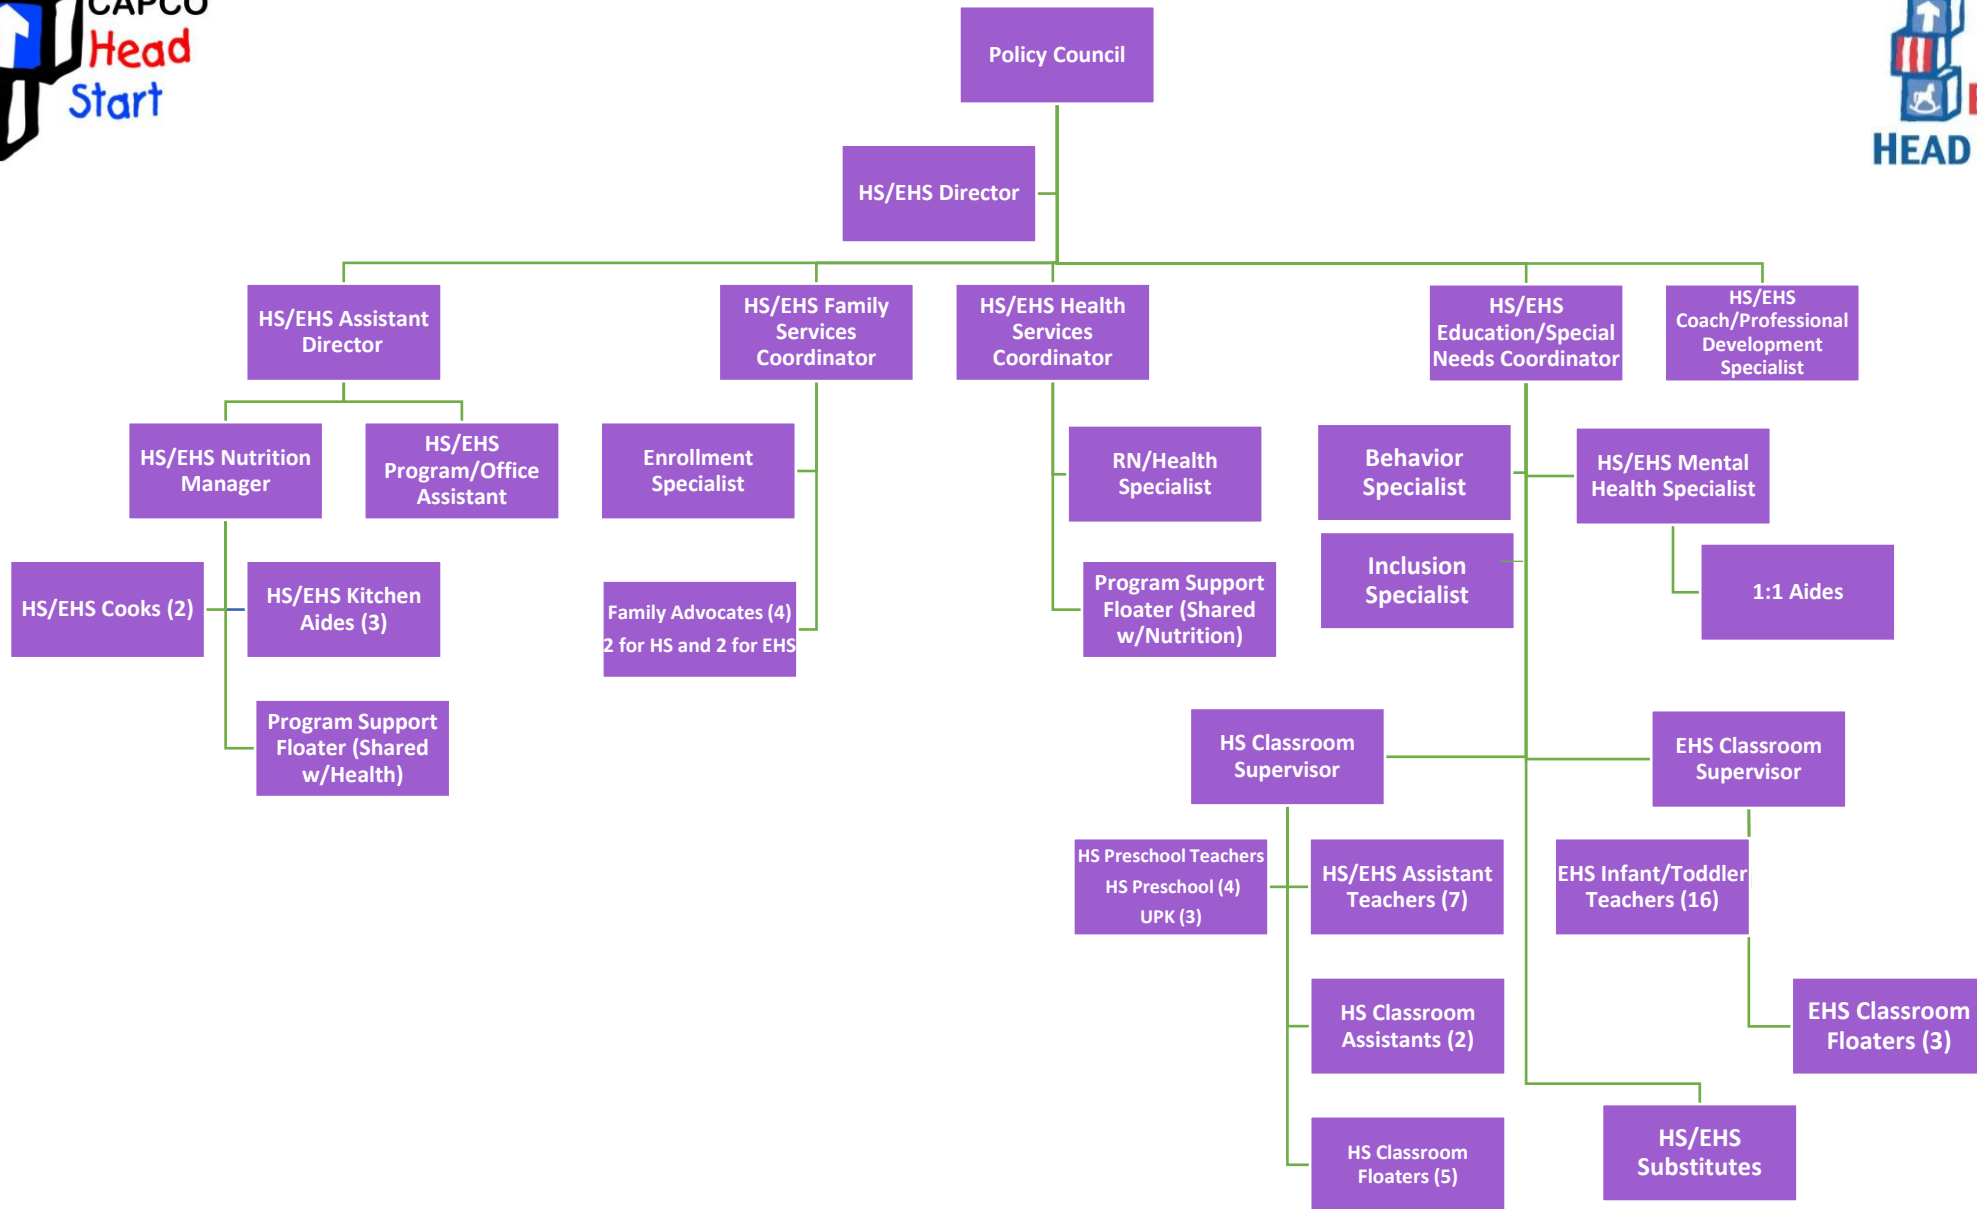 CAPCO
Head
Start
HEAD
Policy Council
HS/EHS Director
HS/EHS Assistant
Director
HS/EHS Family
Services
Coordinator
HS/EHS Health
Services
Coordinator
HS/EHS
Education/Special
Needs Coordinator
HS/EHS
Coach/Professional
Development
Specialist
HS/EHS Nutrition
Manager
HS/EHS
Program/Office
Assistant
Enrollment
Specialist
RN/Health
Specialist
Behavior
Specialist
HS/EHS Mental
Health Specialist
HS/EHS Cooks (2)
HS/EHS Kitchen
Aides (3)
Family Advocates (4)
2 for HS and 2 for EHS
Program Support
Floater (Shared
w/Nutrition)
Inclusion
Specialist
1:1 Aides
Program Support
Floater (Shared
w/Health)
HS Classroom
Supervisor
EHS Classroom
Supervisor
HS Preschool Teachers
HS Preschool (4)
UPK (3)
HS/EHS Assistant
Teachers (7)
EHS Infant/Toddler
Teachers (16)
HS Classroom
Assistants (2)
EHS Classroom
Floaters (3)
HS Classroom
Floaters (5)
HS/EHS
Substitutes